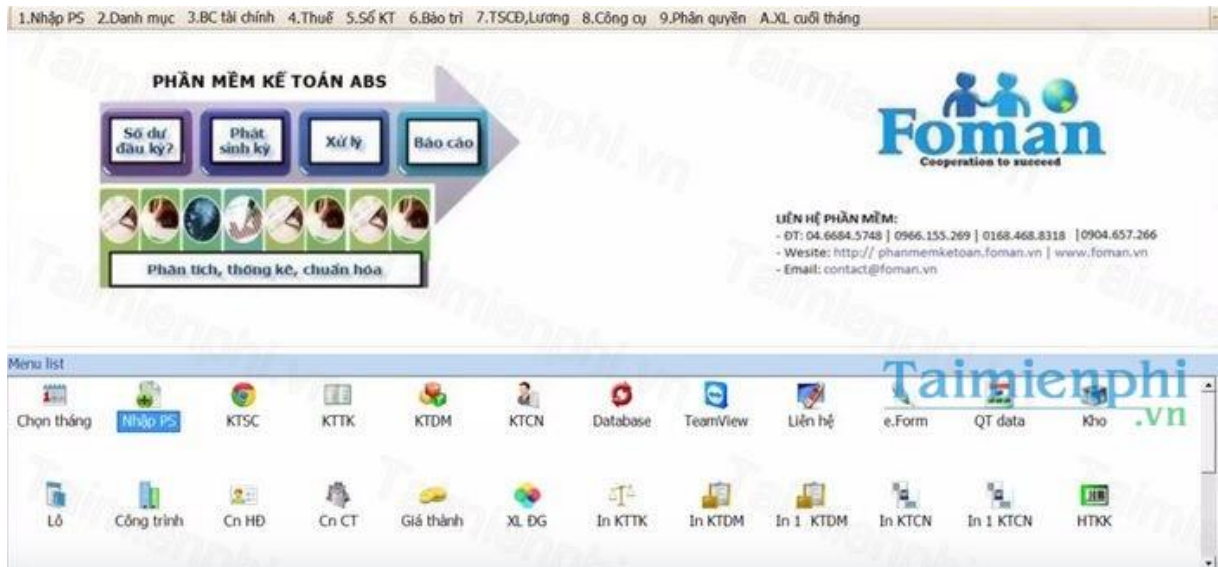 1.Nhập PS 2.Danh mục 3.BC tài chính 4.Thuế 5.Sổ KT 6.Bảo trì 7.TSCĐ,Lương 8.Công cụ 9.Phân quyền A.XL cuối tháng
PHẦN MỀM KẾ TOÁN ABS
Số dư đầu kỳ?
Phát sinh kỳ
Xử lý
Báo cáo
Phân tích, thống kê, chuẩn hóa
Foman
Cooperation to succeed
LIÊN HỆ PHẦN MỀM:
- ĐT: 04.6684.5748 | 0966.155.269 | 0168.468.8318 |0904.657.266
- Wesite: http:// phanmemketoan.foman.vn | www.foman.vn
- Email: contact@foman.vn
Menu list
Taimienphi
.vn
Chọn tháng Nhập PS KTSC KTTK KTDM KTCN Database TeamView Liên hệ e.Form QT data Kho
Lô Công trình Cn HĐ Cn CT Giá thành XL ĐG In KTTK In KTDM In 1 KTDM In KTCN In 1 KTCN HTKK